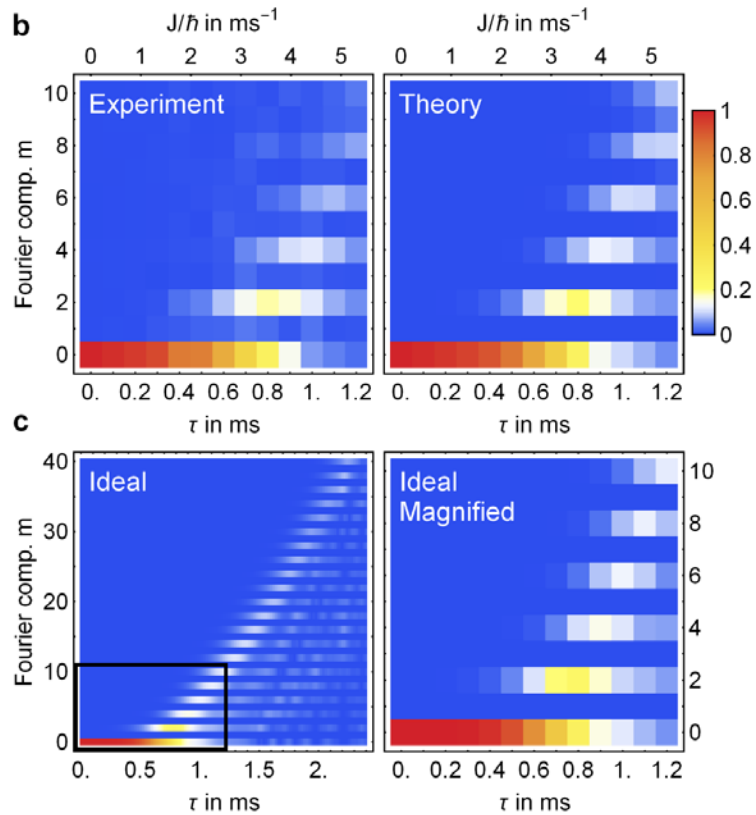 b
J/ħ in ms⁻¹ J/ħ in ms⁻¹
0 1 2 3 4 5 0 1 2 3 4 5
Experiment Theory
Fourier comp. m
10
8
6
4
2
0
1
0.8
0.6
0.4
0.2
0
0. 0.2 0.4 0.6 0.8 1. 1.2 0. 0.2 0.4 0.6 0.8 1. 1.2
τ in ms τ in ms
c
Ideal
Fourier comp. m
40
30
20
10
0
0. 0.5 1.0 1.5 2.
τ in ms
Ideal
Magnified
10
8
6
4
2
0
0. 0.2 0.4 0.6 0.8 1. 1.2
τ in ms